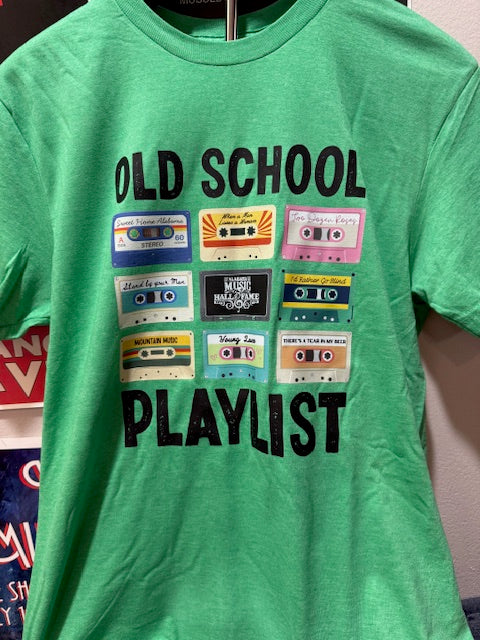 OLD SCHOOL
Sweet Home Alabama
A
60
STEREO
When a Man
Loves a Woman
Two Dozen Roses
Stand by your Man
ALABAMA
MUSIC
HALL of FAME
I'd Rather Go Blind
MOUNTAIN MUSIC
Young Love
THERE'S A TEAR IN MY BEER
PLAYLIST